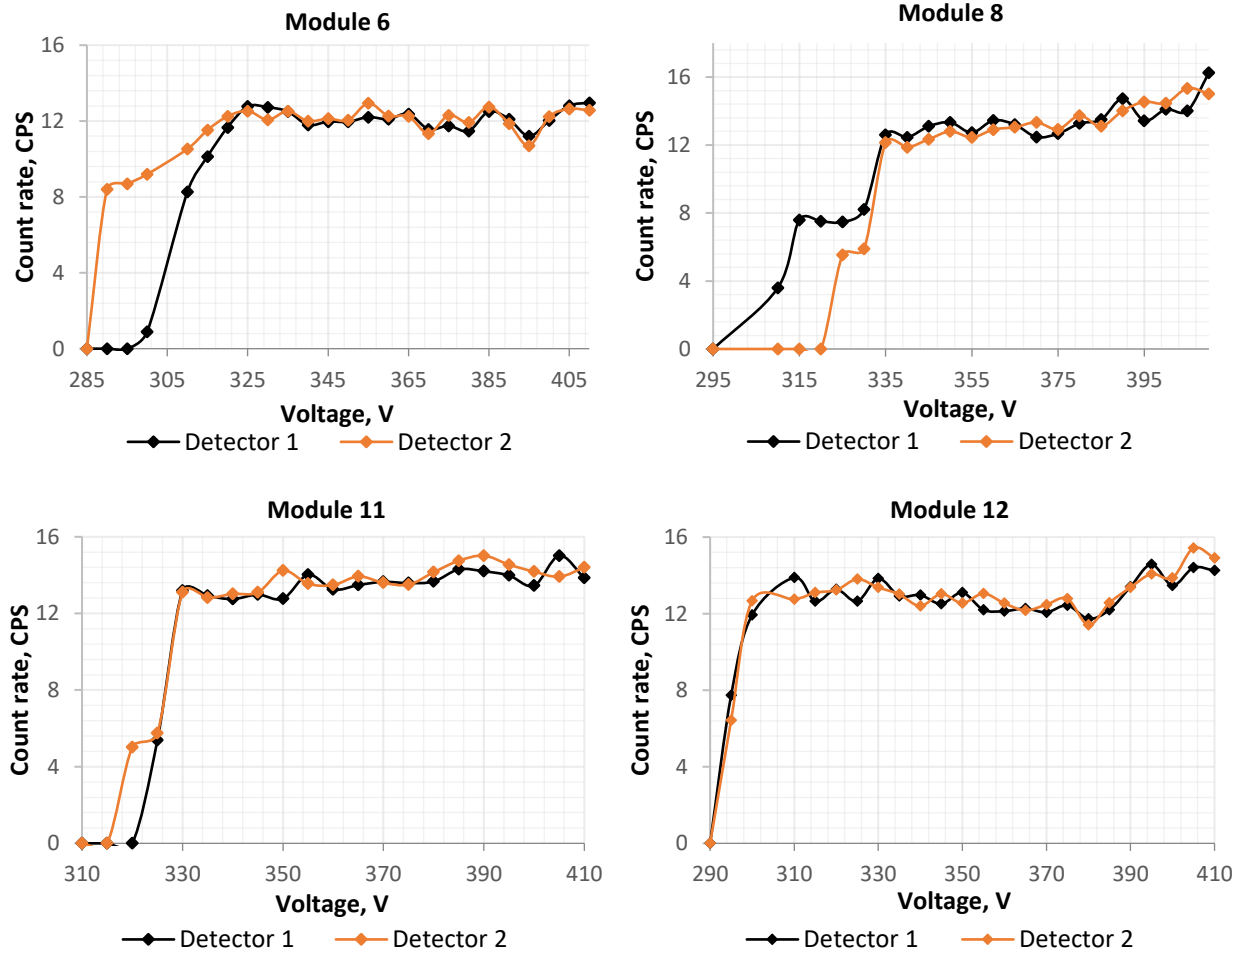 Module 6
Count rate, CPS
16
12
8
4
0
285 305 325 345 365 385 405
Voltage, V
Detector 1 Detector 2
Module 8
Count rate, CPS
16
12
8
4
0
295 315 335 355 375 395
Voltage, V
Detector 1 Detector 2
Module 11
Count rate, CPS
16
12
8
4
0
310 330 350 370 390 410
Voltage, V
Detector 1 Detector 2
Module 12
Count rate, CPS
16
12
8
4
0
290 310 330 350 370 390 410
Voltage, V
Detector 1 Detector 2